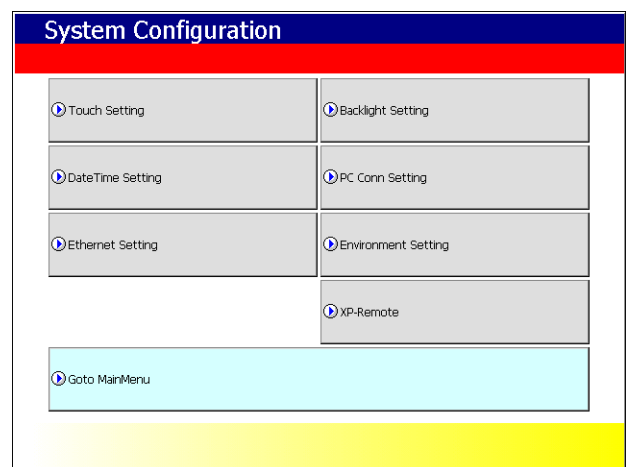 System Configuration
Touch Setting
Backlight Setting
DateTime Setting
PC Conn Setting
Ethernet Setting
Environment Setting
XP-Remote
Goto MainMenu